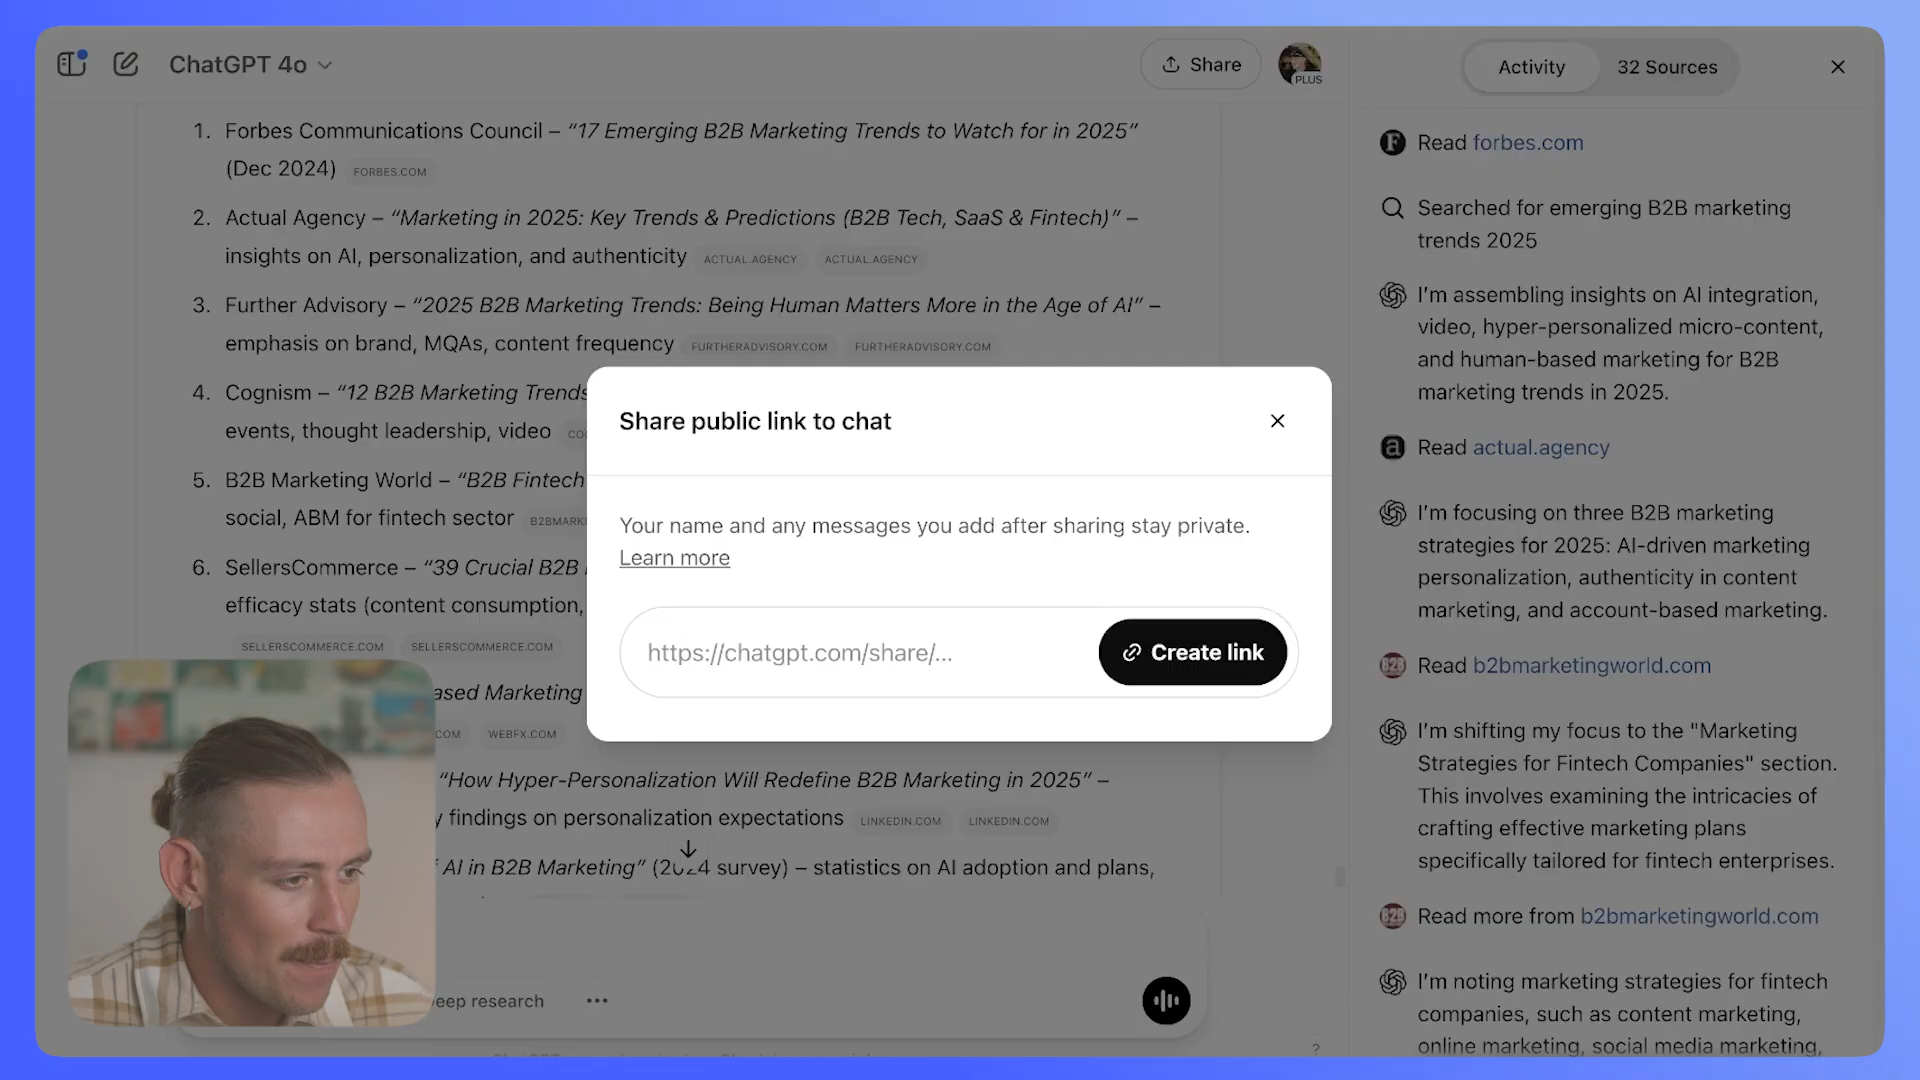 ChatGPT 4o
Share
PLUS
Activity
32 Sources
1. Forbes Communications Council – “17 Emerging B2B Marketing Trends to Watch for in 2025”
(Dec 2024) FORBES.COM
2. Actual Agency – “Marketing in 2025: Key Trends & Predictions (B2B Tech, SaaS & Fintech)” –
insights on AI, personalization, and authenticity ACTUAL.AGENCY ACTUAL.AGENCY
3. Further Advisory – “2025 B2B Marketing Trends: Being Human Matters More in the Age of AI” –
emphasis on brand, MQAs, content frequency FURTHERADVISORY.COM FURTHERADVISORY.COM
4. Cognism – “12 B2B Marketing Trends
events, thought leadership, video
5. B2B Marketing World – “B2B Fintech
social, ABM for fintech sector
6. SellersCommerce – “39 Crucial B2B
efficacy stats (content consumption,
SELLERSCOMMERCE.COM SELLERSCOMMERCE.COM
ased Marketing
COM WEBFX.COM
“How Hyper-Personalization Will Redefine B2B Marketing in 2025” –
y findings on personalization expectations LINKEDIN.COM LINKEDIN.COM
AI in B2B Marketing” (2024 survey) – statistics on AI adoption and plans,
eep research
?
Share public link to chat
Your name and any messages you add after sharing stay private.
Learn more
https://chatgpt.com/share/...
Create link
Read forbes.com
Searched for emerging B2B marketing
trends 2025
I’m assembling insights on AI integration,
video, hyper-personalized micro-content,
and human-based marketing for B2B
marketing trends in 2025.
Read actual.agency
I’m focusing on three B2B marketing
strategies for 2025: AI-driven marketing
personalization, authenticity in content
marketing, and account-based marketing.
Read b2bmarketingworld.com
I’m shifting my focus to the "Marketing
Strategies for Fintech Companies" section.
This involves examining the intricacies of
crafting effective marketing plans
specifically tailored for fintech enterprises.
Read more from b2bmarketingworld.com
I’m noting marketing strategies for fintech
companies, such as content marketing,
online marketing, social media marketing,